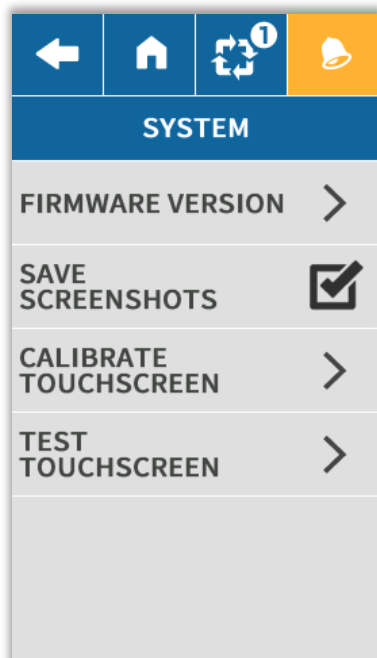 1
SYSTEM
FIRMWARE VERSION
SAVE
SCREENSHOTS
CALIBRATE
TOUCHSCREEN
TEST
TOUCHSCREEN